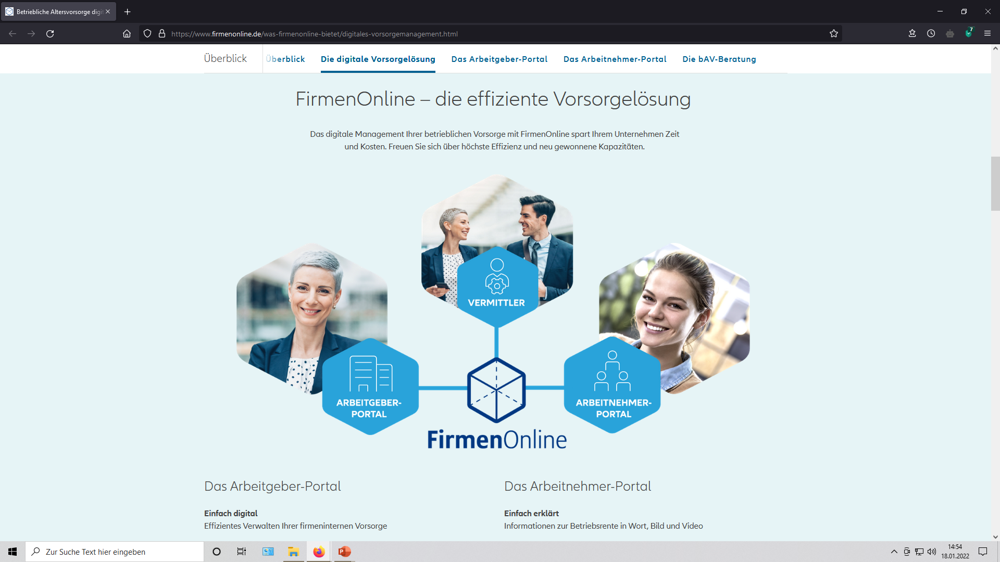 Betriebliche Altersvorsorge digit
https://www.firmenonline.de/was-firmenonline-bietet/digitales-vorsorgemanagement.html
7
Überblick
Überblick
Die digitale Vorsorgelösung
Das Arbeitgeber-Portal
Das Arbeitnehmer-Portal
Die bAV-Beratung
FirmenOnline – die effiziente Vorsorgelösung
Das digitale Management Ihrer betrieblichen Vorsorge mit FirmenOnline spart Ihrem Unternehmen Zeit
und Kosten. Freuen Sie sich über höchste Effizienz und neu gewonnene Kapazitäten.
VERMITTLER
ARBEITGEBER-
PORTAL
ARBEITNEHMER-
PORTAL
FirmenOnline
Das Arbeitgeber-Portal
Einfach digital
Effizientes Verwalten Ihrer firmeninternen Vorsorge
Das Arbeitnehmer-Portal
Einfach erklärt
Informationen zur Betriebsrente in Wort, Bild und Video
Zur Suche Text hier eingeben
P
14:54
18.01.2022